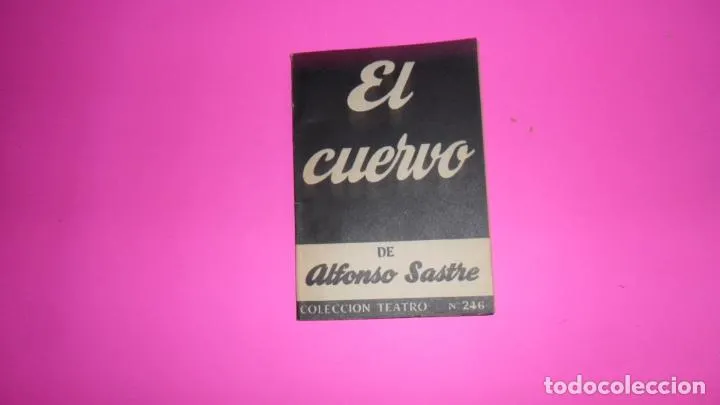 El
cuervo
DE
Alfonso Sastre
COLECCION TEATRO Nº 246
todocoleccion